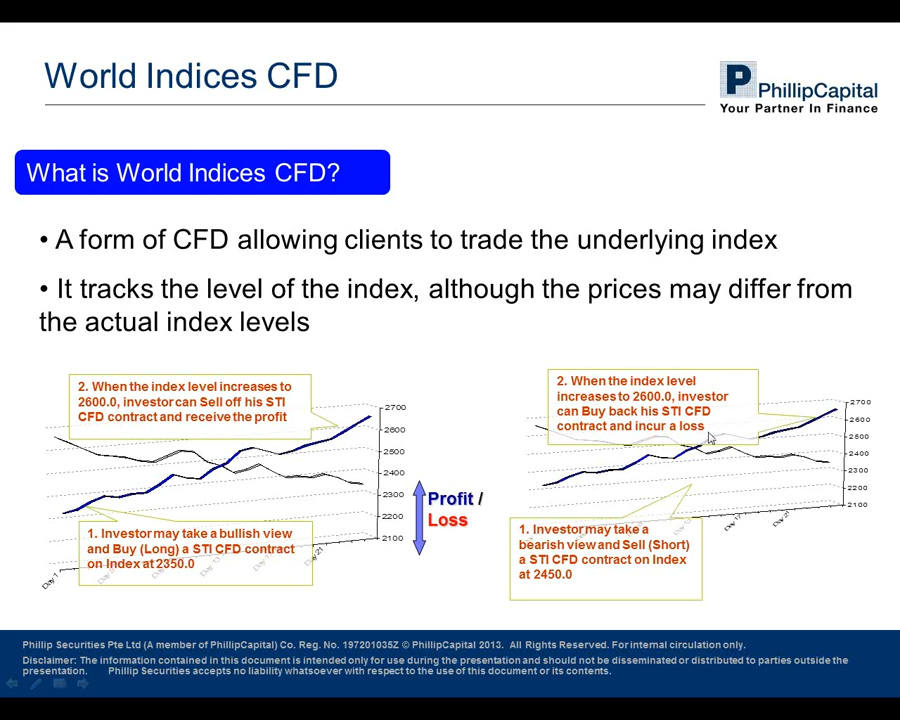 World Indices CFD
P
PhillipCapital
Your Partner In Finance
What is World Indices CFD?
• A form of CFD allowing clients to trade the underlying index
• It tracks the level of the index, although the prices may differ from
the actual index levels
2. When the index level increases to
2600.0, investor can Sell off his STI
CFD contract and receive the profit
2700
2600
2500
2400
2300
2200
2100
1. Investor may take a bullish view
and Buy (Long) a STI CFD contract
on Index at 2350.0
Day 1
Profit /
Loss
2. When the index level
increases to 2600.0, investor
can Buy back his STI CFD
contract and incur a loss
2700
2600
2500
2400
2300
2200
2100
1. Investor may take a
bearish view and Sell (Short)
a STI CFD contract on Index
at 2450.0
Day 17
Day 21
Phillip Securities Pte Ltd (A member of PhillipCapital) Co. Reg. No. 197201035Z © PhillipCapital 2013. All Rights Reserved. For internal circulation only.
Disclaimer: The information contained in this document is intended only for use during the presentation and should not be disseminated or distributed to parties outside the
presentation. Phillip Securities accepts no liability whatsoever with respect to the use of this document or its contents.